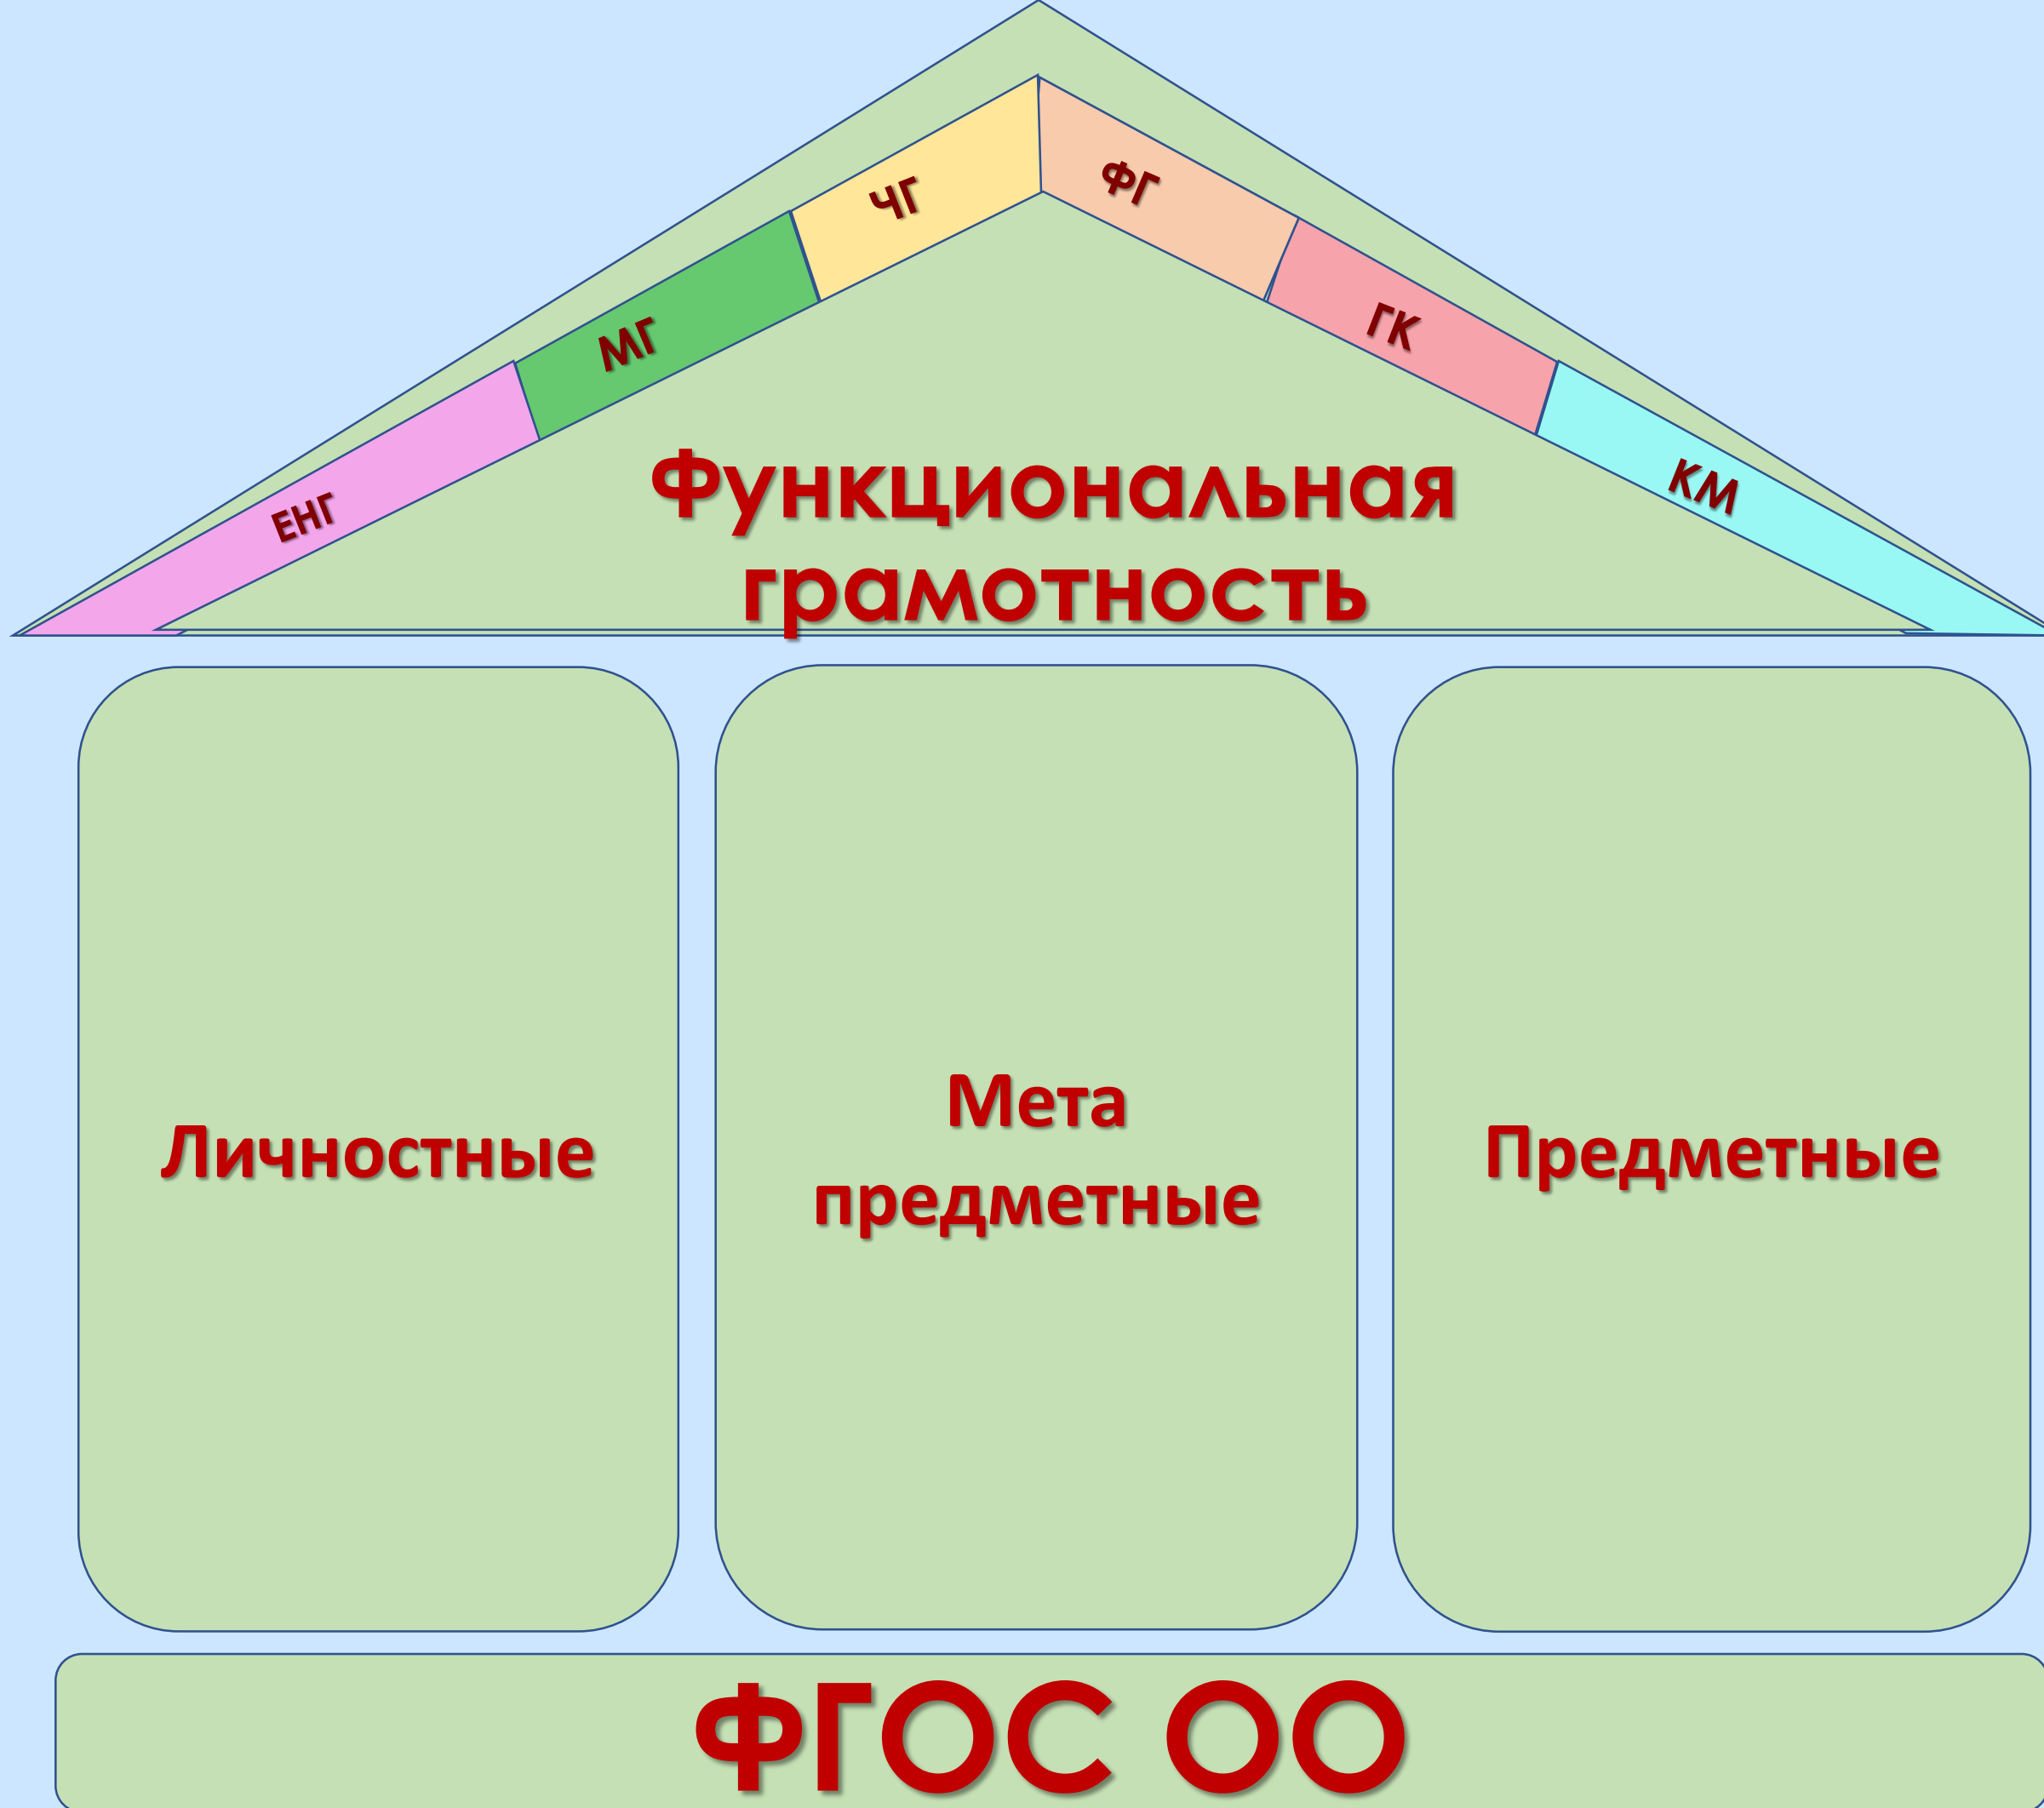 ЧГ
ФГ
МГ
ГК
ЕНГ
КМ
Функциональная
грамотность
Личностные
Мета
предметные
Предметные
ФГОС ОО